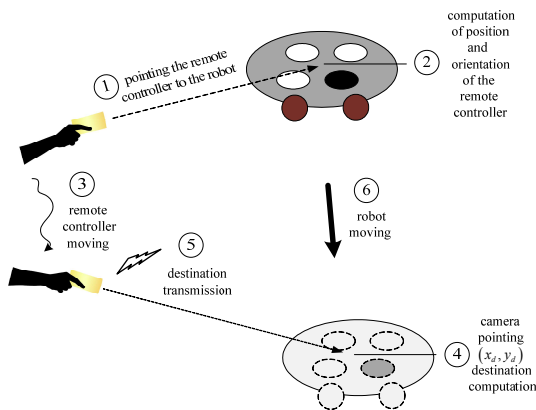 1
pointing the remote
controller to the robot
2
computation
of position
and
orientation
of the
remote
controller
3
remote
controller
moving
6
robot
moving
5
destination
transmission
4
camera
pointing
(x_d, y_d)
destination
computation